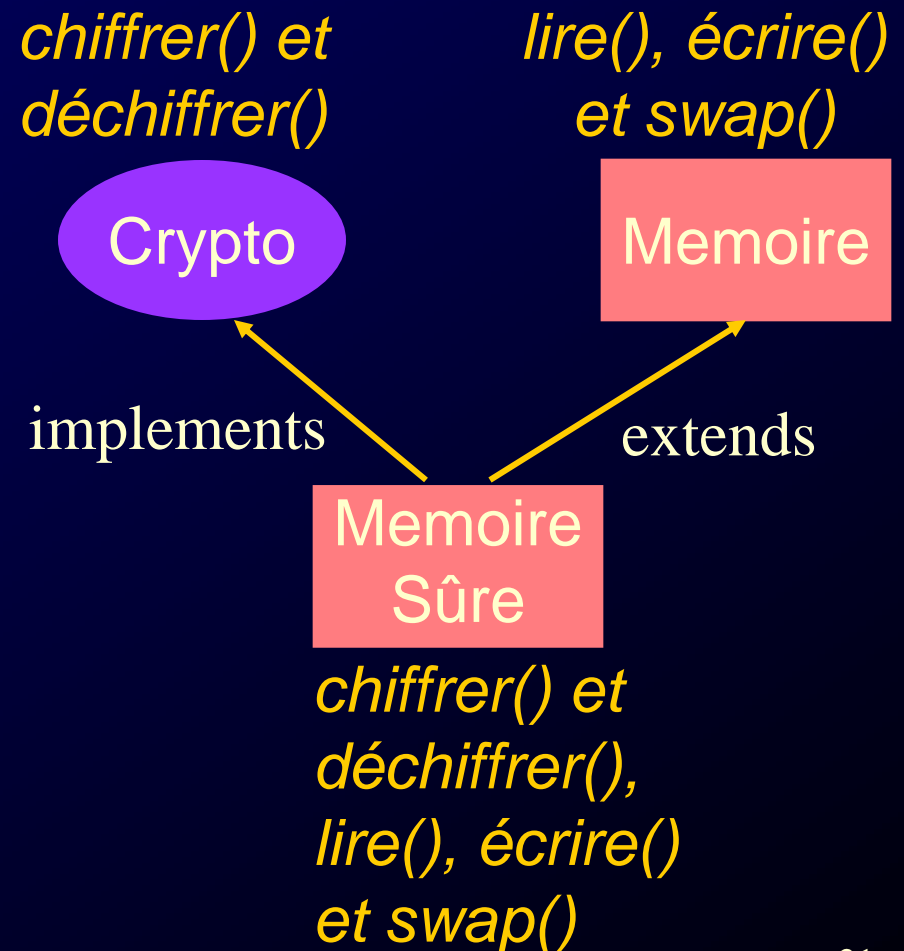 chiffrer() et
déchiffrer()
lire(), écrire()
et swap()
Crypto
Memoire
implements
extends
Memoire
Sûre
chiffrer() et
déchiffrer(),
lire(), écrire()
et swap()